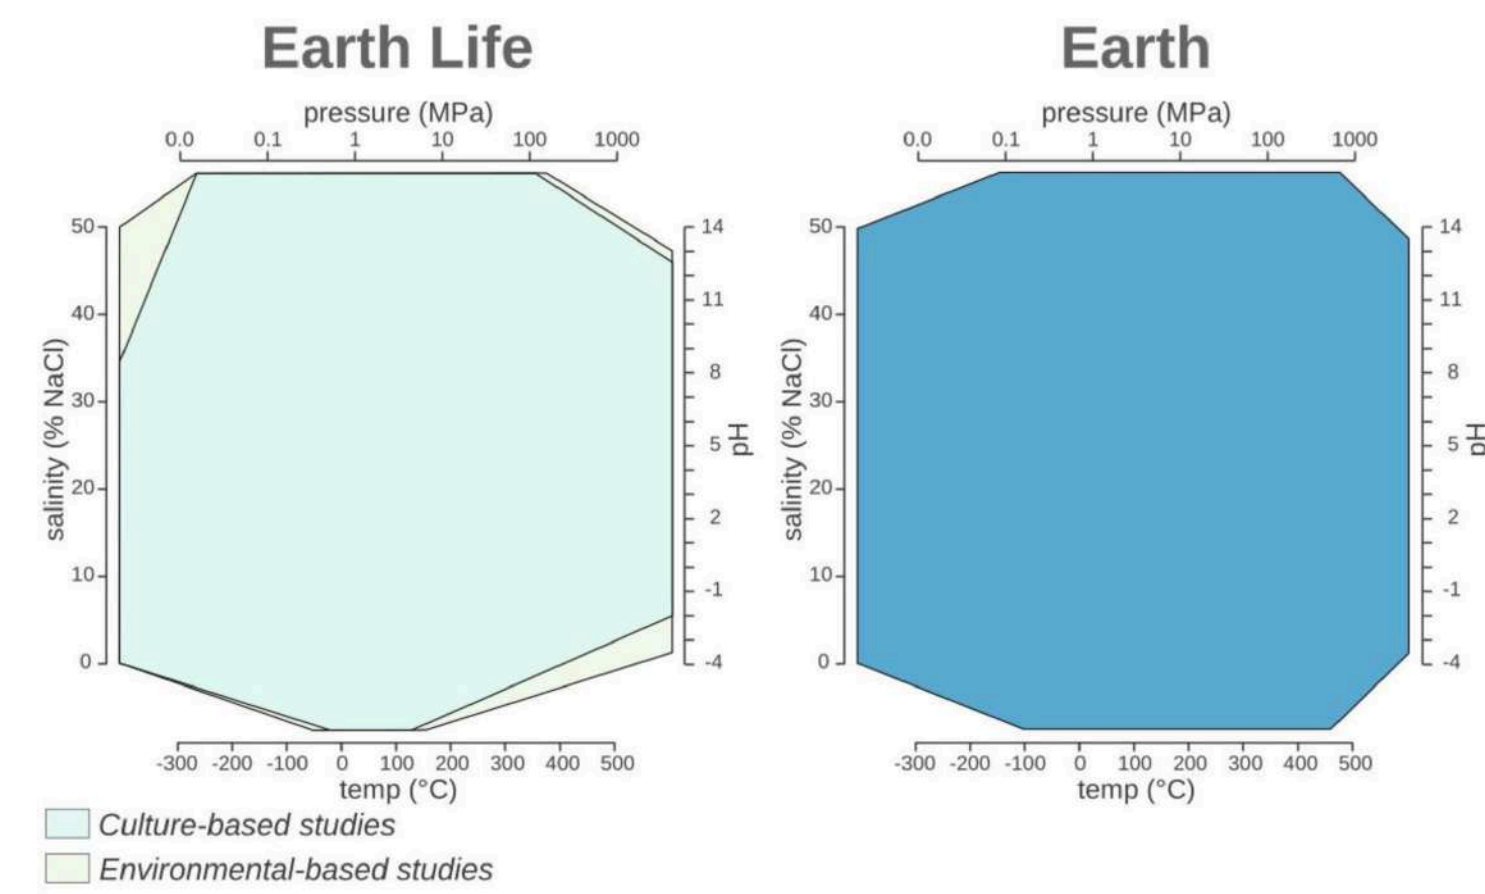 Earth Life
pressure (MPa)
0.0 0.1 1 10 100 1000
salinity (% NaCl)
50
40
30
20
10
0
14
11
8
5
2
-1
-4
pH
-300 -200 -100 0 100 200 300 400 500
temp (°C)
Culture-based studies
Environmental-based studies
Earth
pressure (MPa)
0.0 0.1 1 10 100 1000
salinity (% NaCl)
50
40
30
20
10
0
14
11
8
5
2
-1
-4
pH
-300 -200 -100 0 100 200 300 400 500
temp (°C)